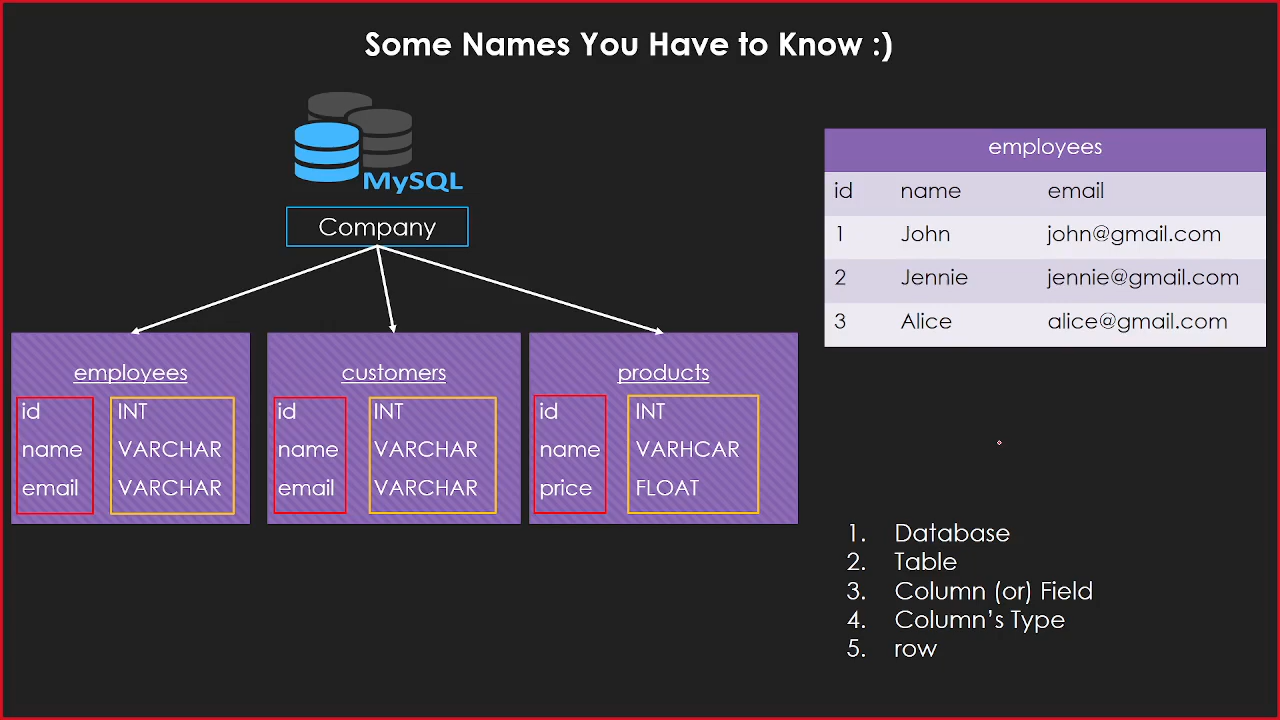 Some Names You Have to Know :)
MySQL
Company
employees
id INT
name VARCHAR
email VARCHAR
customers
id INT
name VARCHAR
email VARCHAR
products
id INT
name VARHCAR
price FLOAT
employees
id name email
1 John john@gmail.com
2 Jennie jennie@gmail.com
3 Alice alice@gmail.com
1. Database
2. Table
3. Column (or) Field
4. Column’s Type
5. row